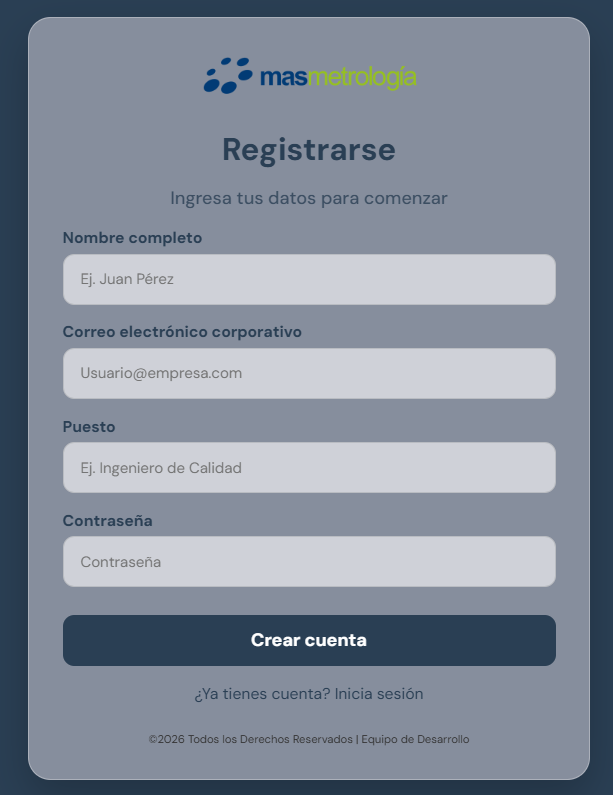 masmetrología
Registrarse
Ingresa tus datos para comenzar
Nombre completo
Ej. Juan Pérez
Correo electrónico corporativo
Usuario@empresa.com
Puesto
Ej. Ingeniero de Calidad
Contraseña
Contraseña
Crear cuenta
¿Ya tienes cuenta? Inicia sesión
©2026 Todos los Derechos Reservados | Equipo de Desarrollo